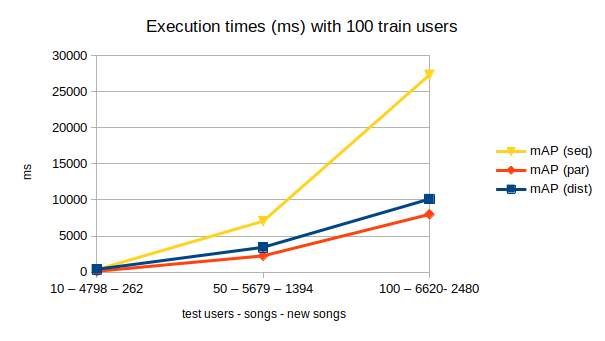 Execution times (ms) with 100 train users
30000
25000
20000
15000
10000
5000
0
ms
10 – 4798 – 262
50 – 5679 – 1394
100 – 6620- 2480
test users - songs - new songs
mAP (seq)
mAP (par)
mAP (dist)